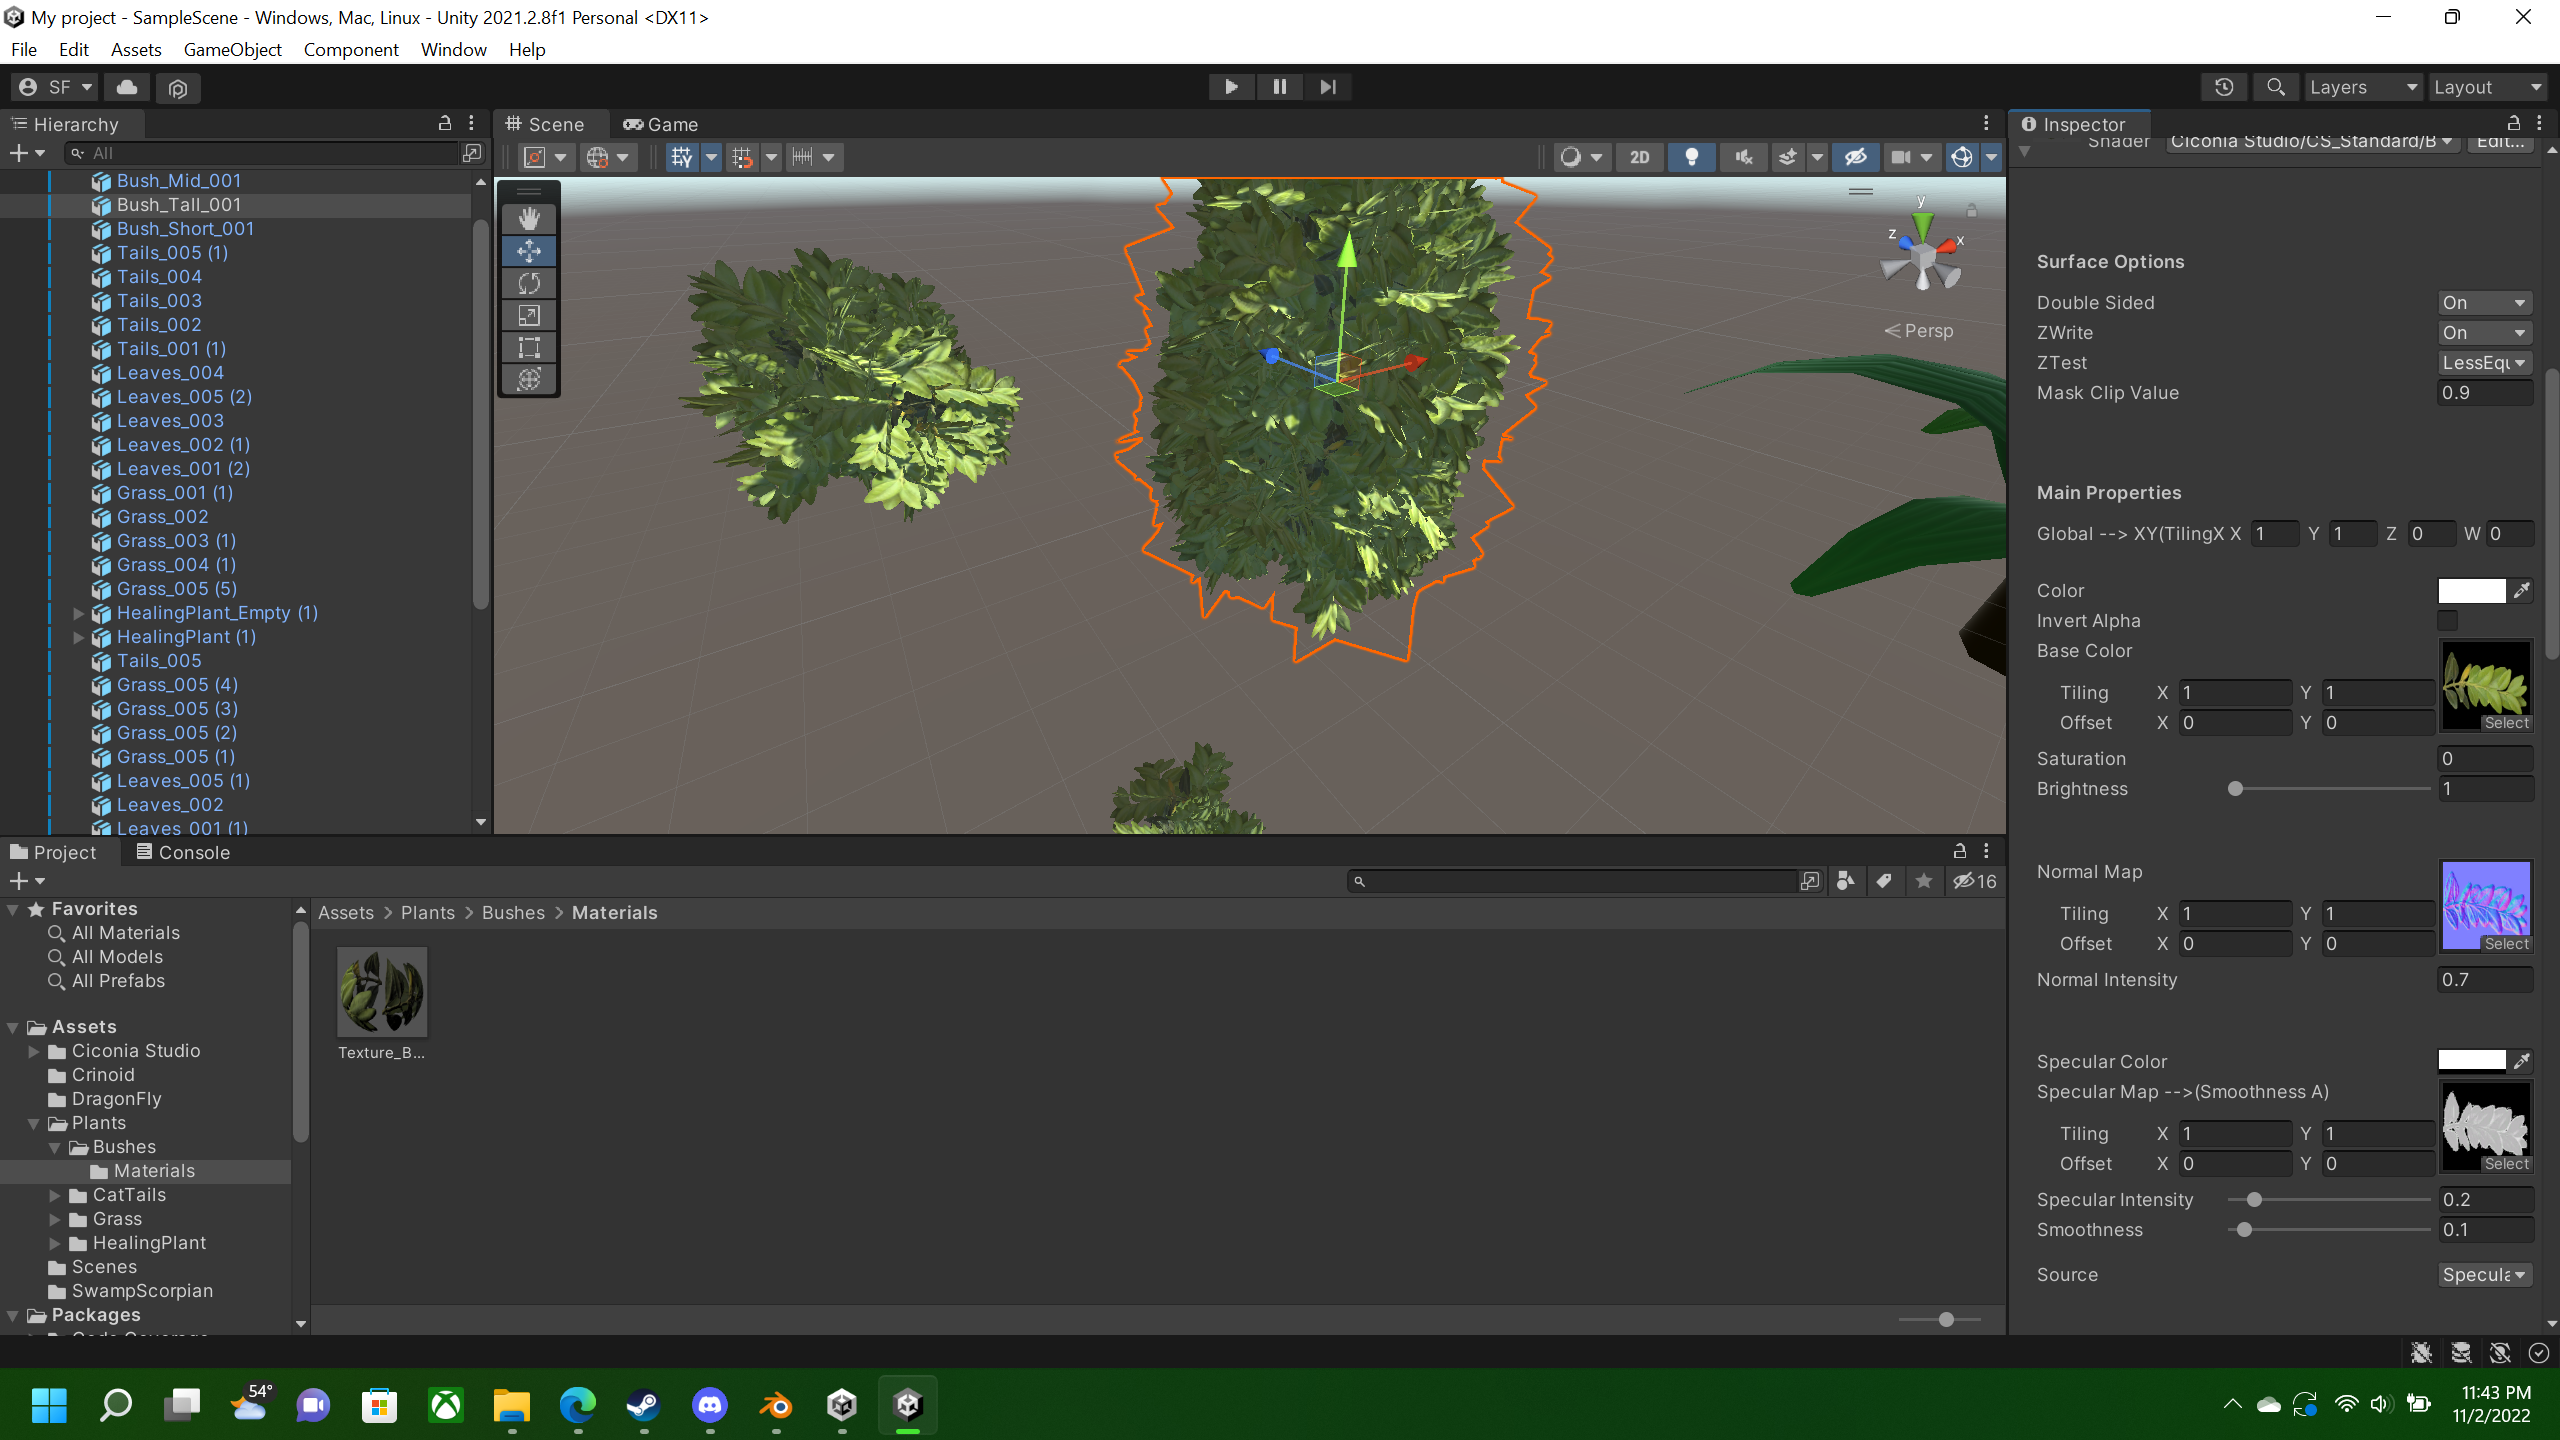 My project - SampleScene - Windows, Mac, Linux - Unity 2021.2.8f1 Personal <DX11>
File Edit Assets GameObject Component Window Help
SF
Layers
Layout
Hierarchy
All
Bush_Mid_001
Bush_Tall_001
Bush_Short_001
Tails_005 (1)
Tails_004
Tails_003
Tails_002
Tails_001 (1)
Leaves_004
Leaves_005 (2)
Leaves_003
Leaves_002 (1)
Leaves_001 (2)
Grass_001 (1)
Grass_002
Grass_003 (1)
Grass_004 (1)
Grass_005 (5)
HealingPlant_Empty (1)
HealingPlant (1)
Tails_005
Grass_005 (4)
Grass_005 (3)
Grass_005 (2)
Grass_005 (1)
Leaves_005 (1)
Leaves_002
Leaves_001 (1)
Scene
Game
2D
y
z
x
Persp
Inspector
Shader Ciconia Studio/CS_Standard/B Edit...
Surface Options
Double Sided On
ZWrite On
ZTest LessEqu
Mask Clip Value 0.9
Main Properties
Global --> XY(TilingX X 1 Y 1 Z 0 W 0
Color
Invert Alpha
Base Color
Tiling X 1 Y 1
Offset X 0 Y 0
Select
Saturation 0
Brightness 1
Normal Map
Tiling X 1 Y 1
Offset X 0 Y 0
Select
Normal Intensity 0.7
Specular Color
Specular Map -->(Smoothness A)
Tiling X 1 Y 1
Offset X 0 Y 0
Select
Specular Intensity 0.2
Smoothness 0.1
Source Specula
Project
Console
16
Favorites
All Materials
All Models
All Prefabs
Assets
Ciconia Studio
Crinoid
DragonFly
Plants
Bushes
Materials
CatTails
Grass
HealingPlant
Scenes
SwampScorpian
Packages
Code Coverage
Assets > Plants > Bushes > Materials
Texture_B...
54°
11:43 PM
11/2/2022